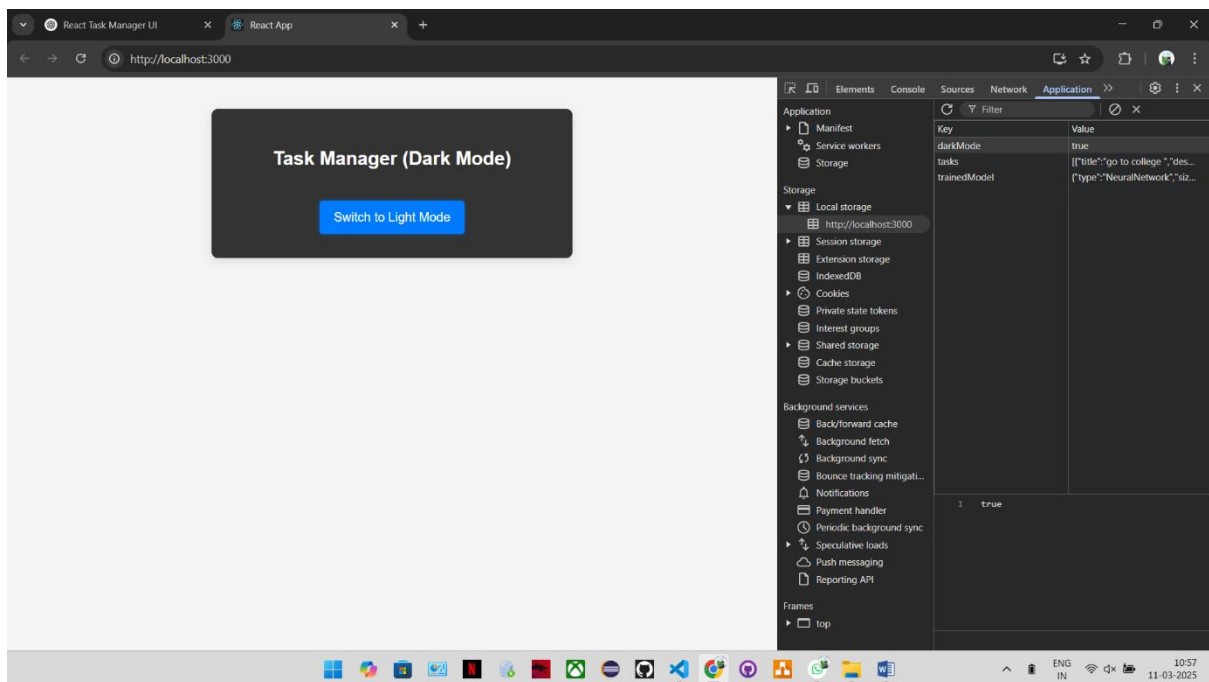 React Task Manager UI
React App
http://localhost:3000
Task Manager (Dark Mode)
Switch to Light Mode
Elements Console Sources Network Application
Application
Manifest
Service workers
Storage
Storage
Local storage
http://localhost:3000
Session storage
Extension storage
IndexedDB
Cookies
Private state tokens
Interest groups
Shared storage
Cache storage
Storage buckets
Background services
Back/forward cache
Background fetch
Background sync
Bounce tracking mitigati...
Notifications
Payment handler
Periodic background sync
Speculative loads
Push messaging
Reporting API
Frames
top
Filter
Key Value
darkMode true
tasks [{"title":"go to college ","des...
trainedModel {"type":"NeuralNetwork","siz...
1 true
ENG
IN
10:57
11-03-2025